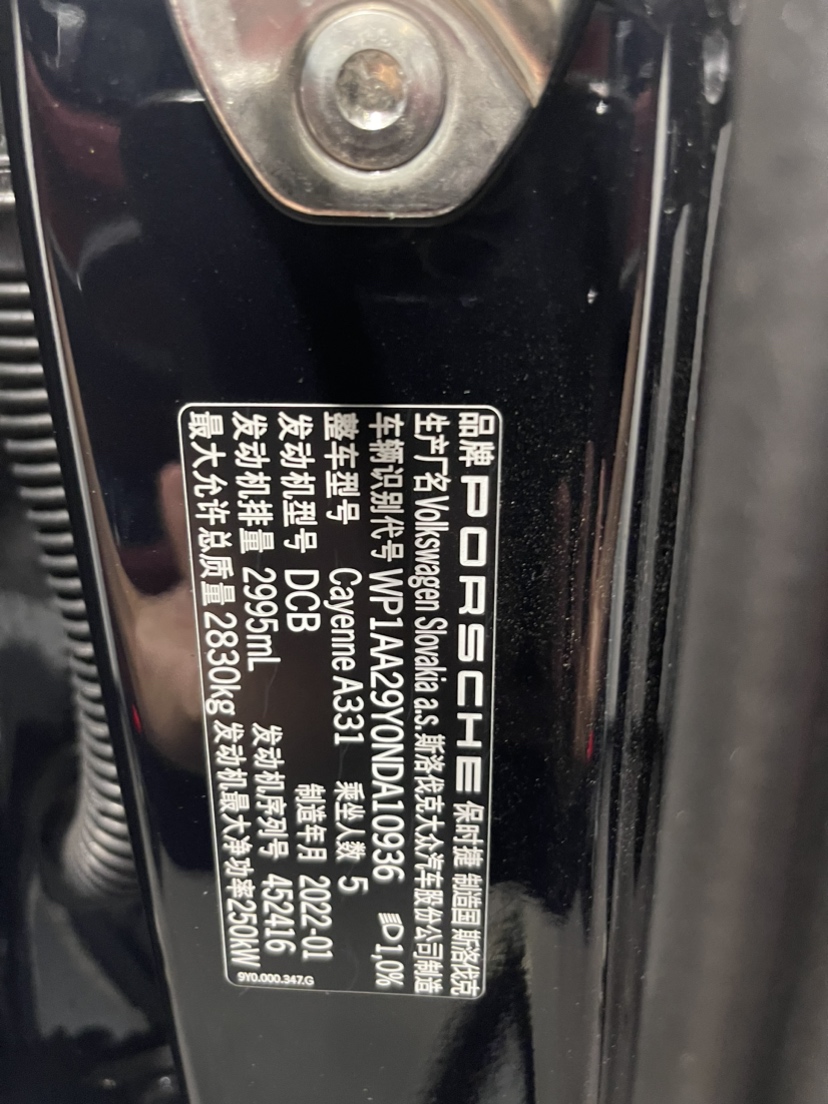 品牌 PORSCHE 保时捷 制造国 斯洛伐克
生产厂名 Volkswagen Slovakia a.s. 斯洛伐克大众汽车股份公司制造
车辆识别代号 WP1AA29Y0NDA10936 1,0%
整车型号 Cayenne A331 乘坐人数 5
发动机型号 DCB 制造年月 2022-01
发动机排量 2995mL 发动机序列号 452416
最大允许总质量 2830kg 发动机最大净功率 250kW
9Y0.000.347.G